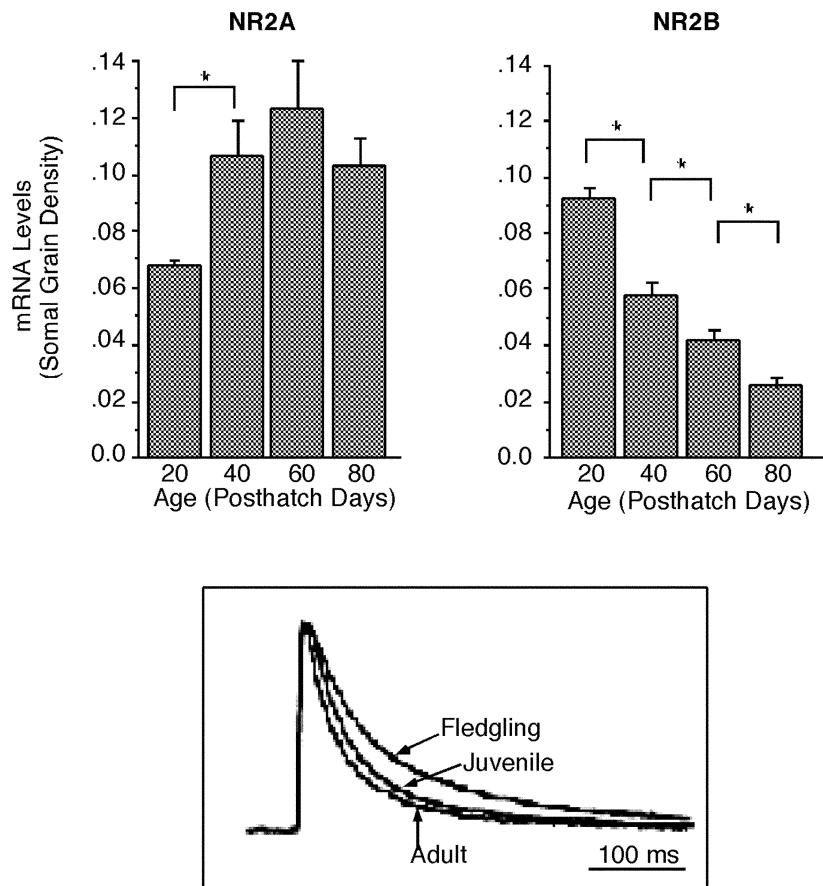 NR2A
NR2B
mRNA Levels
(Somal Grain Density)
.14
.12
.10
.08
.06
.04
.02
0.0
*
20 40 60 80
Age (Posthatch Days)
.14
.12
.10
.08
.06
.04
.02
0.0
*
*
*
20 40 60 80
Age (Posthatch Days)
Fledgling
Juvenile
Adult
100 ms